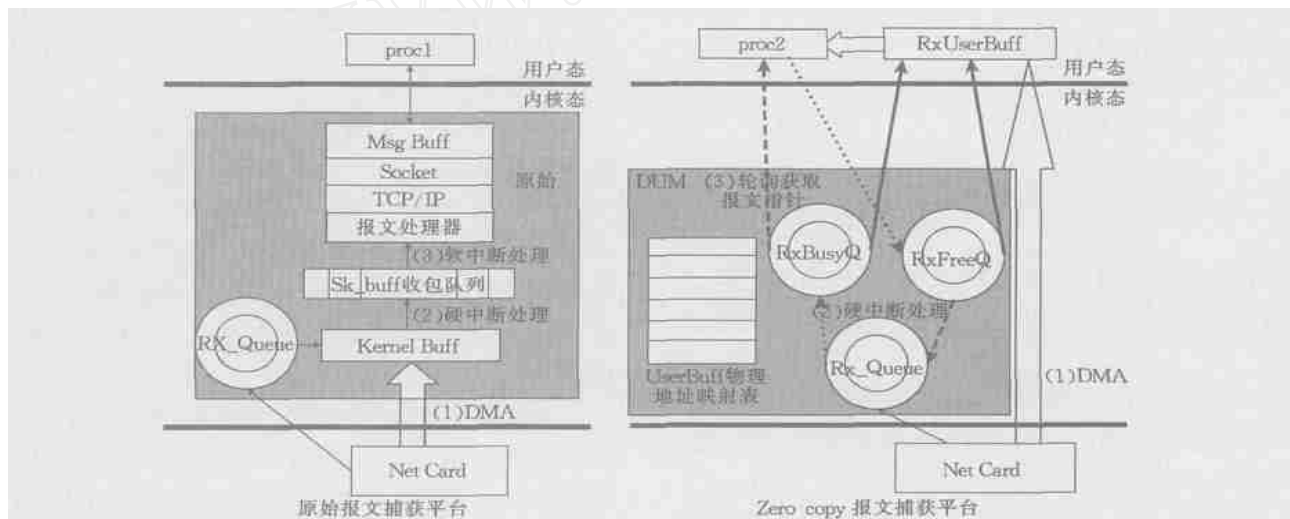 proc1
用户态
内核态
Msg Buff
Socket
TCP/IP
报文处理器
原始
(3)软中断处理
Sk_buff收包队列
(2)硬中断处理
RX_Queue
Kernel Buff
(1)DMA
Net Card
原始报文捕获平台
proc2
RxUserBuff
用户态
内核态
DUM (3)轮询获取
报文指针
RxBusyQ
RxFreeQ
(2)硬中断处理
Rx_Queue
UserBuff物理
地址映射表
(1)DMA
Net Card
Zero copy 报文捕获平台